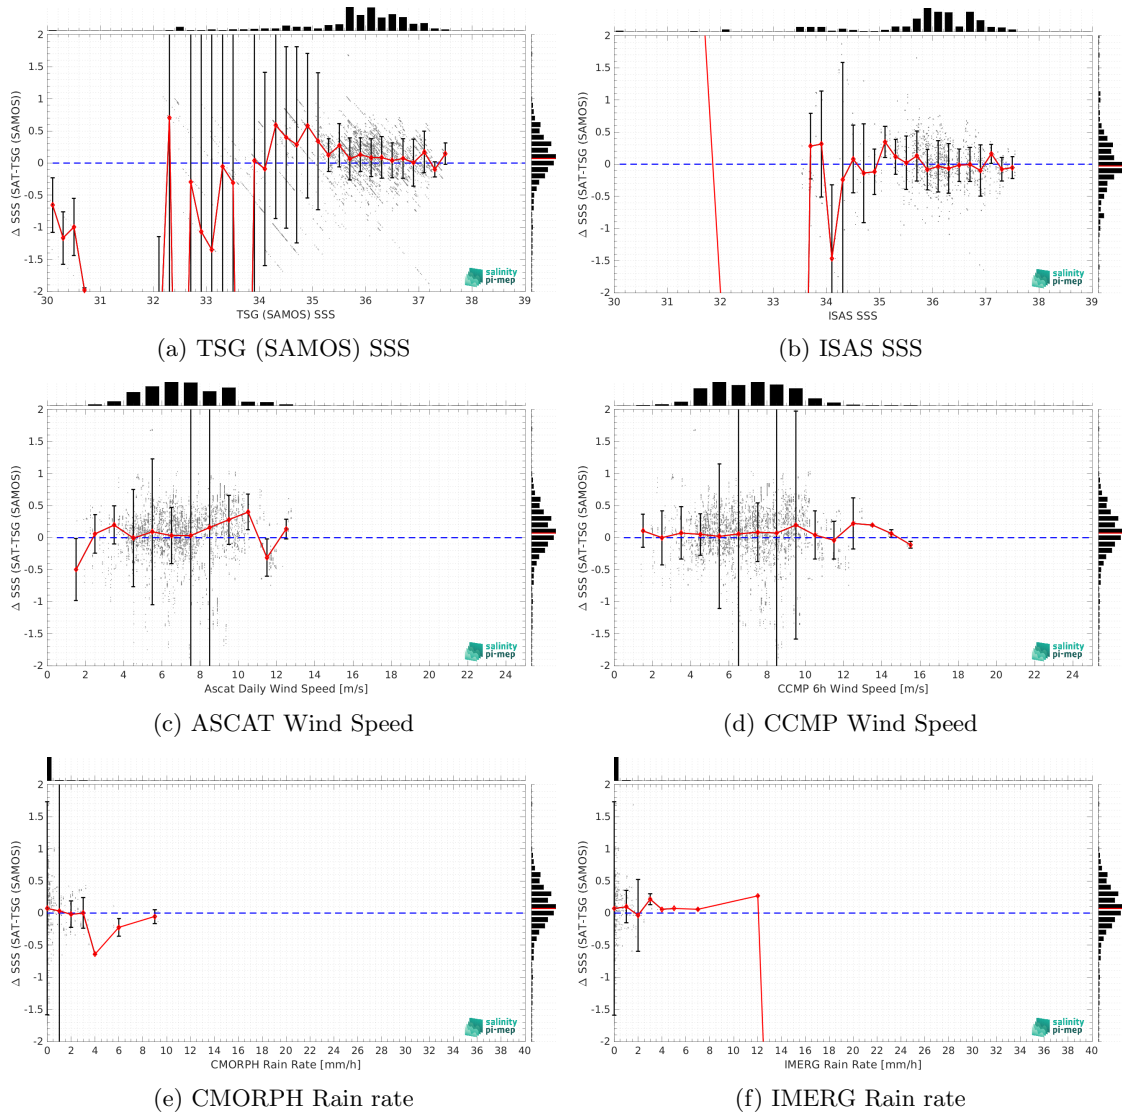 2
1.5
1
0.5
0
-0.5
-1
-1.5
-2
30 31 32 33 34 35 36 37 38 39
Δ SSS (SAT-TSG (SAMOS))
TSG (SAMOS) SSS
salinity
pi-mep
(a) TSG (SAMOS) SSS
2
1.5
1
0.5
0
-0.5
-1
-1.5
-2
30 31 32 33 34 35 36 37 38 39
Δ SSS (SAT-TSG (SAMOS))
ISAS SSS
salinity
pi-mep
(b) ISAS SSS
2
1.5
1
0.5
0
-0.5
-1
-1.5
-2
0 2 4 6 8 10 12 14 16 18 20 22 24
Δ SSS (SAT-TSG (SAMOS))
Ascat Daily Wind Speed [m/s]
salinity
pi-mep
(c) ASCAT Wind Speed
2
1.5
1
0.5
0
-0.5
-1
-1.5
-2
0 2 4 6 8 10 12 14 16 18 20 22 24
Δ SSS (SAT-TSG (SAMOS))
CCMP 6h Wind Speed [m/s]
salinity
pi-mep
(d) CCMP Wind Speed
2
1.5
1
0.5
0
-0.5
-1
-1.5
-2
0 2 4 6 8 10 12 14 16 18 20 22 24 26 28 30 32 34 36 38 40
Δ SSS (SAT-TSG (SAMOS))
CMORPH Rain Rate [mm/h]
salinity
pi-mep
(e) CMORPH Rain rate
2
1.5
1
0.5
0
-0.5
-1
-1.5
-2
0 2 4 6 8 10 12 14 16 18 20 22 24 26 28 30 32 34 36 38 40
Δ SSS (SAT-TSG (SAMOS))
IMERG Rain Rate [mm/h]
salinity
pi-mep
(f) IMERG Rain rate